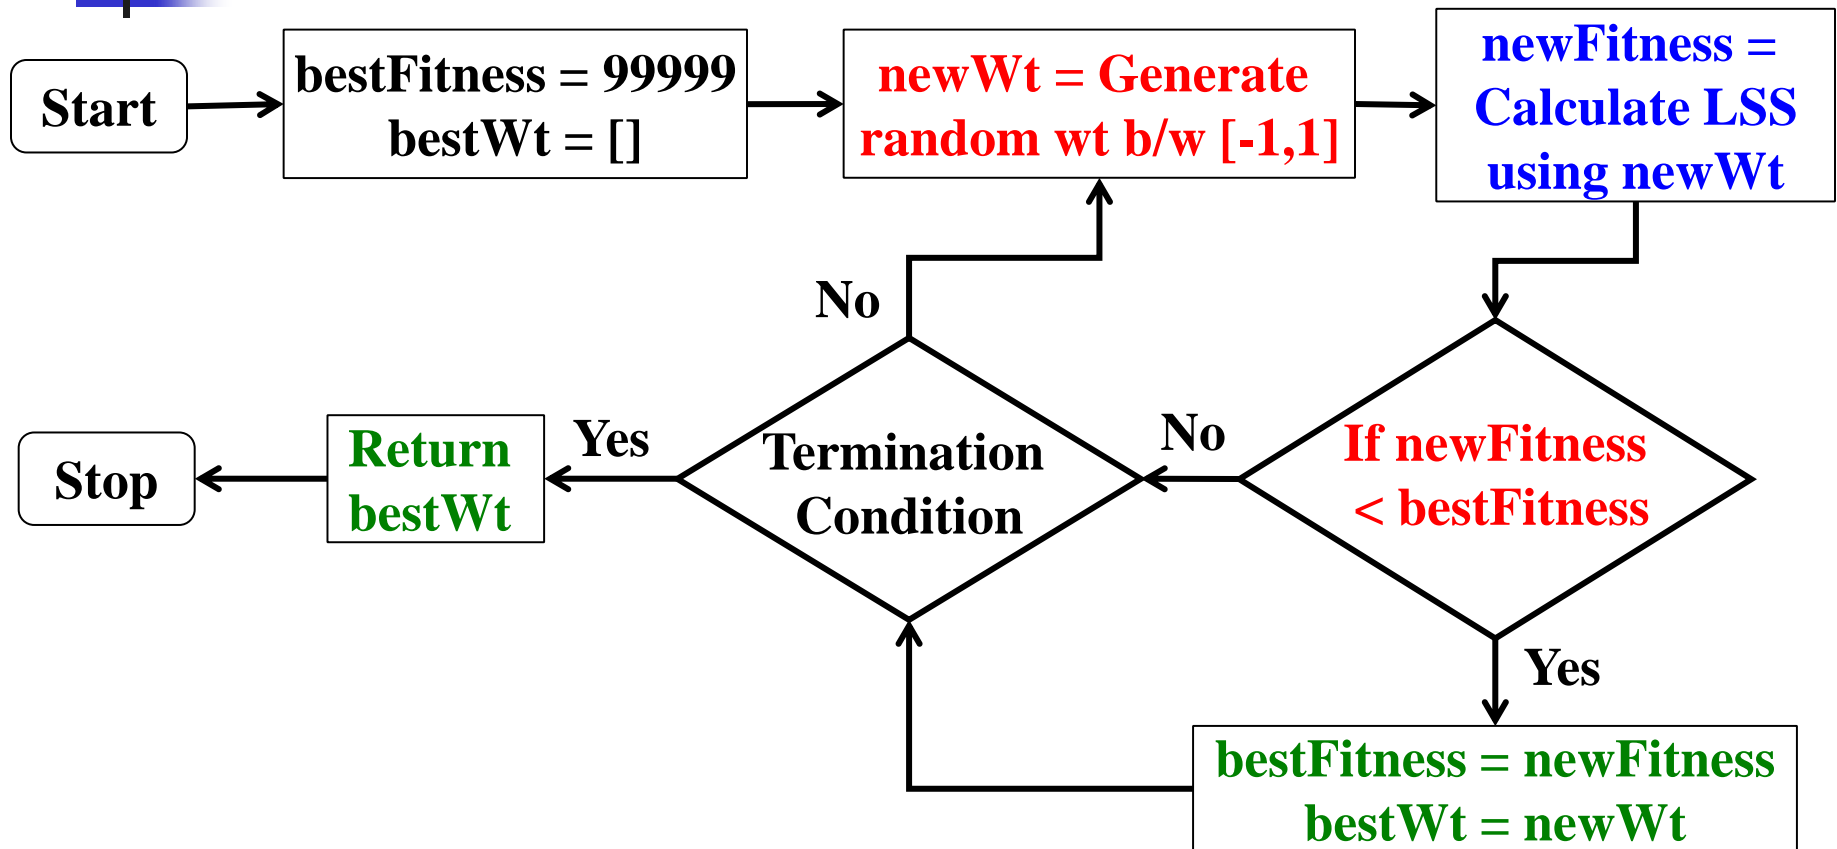 Start
bestFitness = 99999
bestWt = []
newWt = Generate
random wt b/w [-1,1]
newFitness =
Calculate LSS
using newWt
No
Stop
Return
bestWt
Yes
Termination
Condition
No
If newFitness
< bestFitness
Yes
bestFitness = newFitness
bestWt = newWt